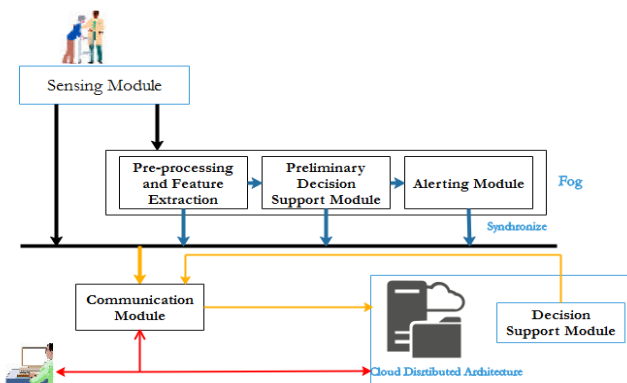 Sensing Module
Pre-processing
and Feature
Extraction
Preliminary
Decision
Support Module
Alerting Module
Fog
Synchronize
Communication
Module
Decision
Support Module
Cloud Disrtibuted Architecture